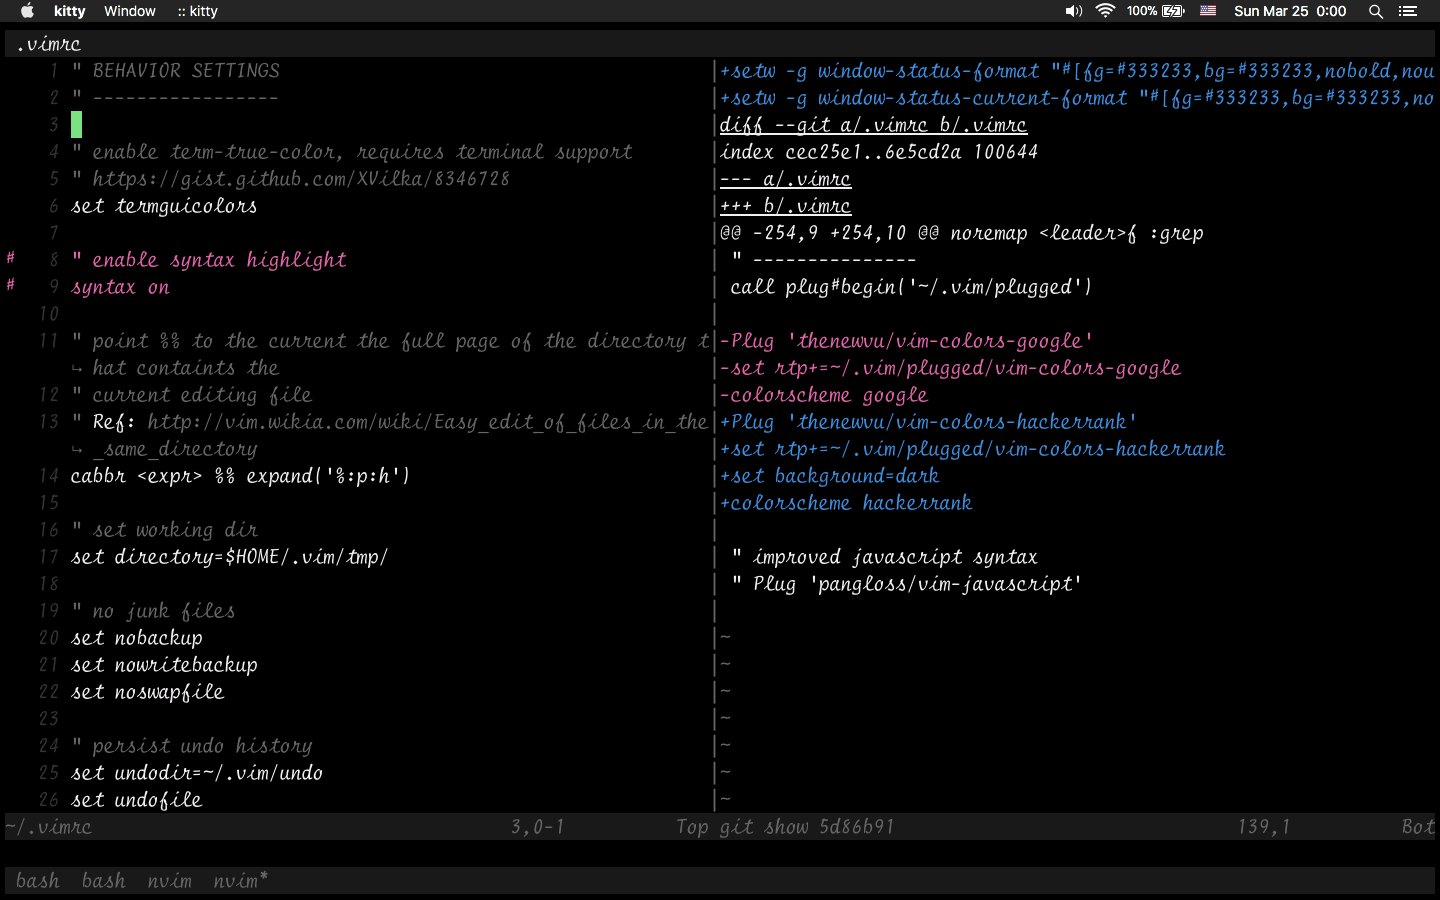 kitty Window :: kitty 100% Sun Mar 25 0:00
.vimrc
1 " BEHAVIOR SETTINGS
2 " -----------------
3
4 " enable term-true-color, requires terminal support
5 " https://gist.github.com/XVilka/8346728
6 set termguicolors
7
# 8 " enable syntax highlight
# 9 syntax on
10
11 " point %% to the current the full page of the directory t
↪ hat containts the
12 " current editing file
13 " Ref: http://vim.wikia.com/wiki/Easy_edit_of_files_in_the
↪ _same_directory
14 cabbr <expr> %% expand('%:p:h')
15
16 " set working dir
17 set directory=$HOME/.vim/tmp/
18
19 " no junk files
20 set nobackup
21 set nowritebackup
22 set noswapfile
23
24 " persist undo history
25 set undodir=~/.vim/undo
26 set undofile
~/.vimrc 3,0-1 Top
+setw -g window-status-format "#[fg=#333233,bg=#333233,nobold,nou
+setw -g window-status-current-format "#[fg=#333233,bg=#333233,no
diff --git a/.vimrc b/.vimrc
index cec25e1..6e5cd2a 100644
--- a/.vimrc
+++ b/.vimrc
@@ -254,9 +254,10 @@ noremap <leader>f :grep
" ---------------
call plug#begin('~/.vim/plugged')
-Plug 'thenewvu/vim-colors-google'
-set rtp+=~/.vim/plugged/vim-colors-google
-colorscheme google
+Plug 'thenewvu/vim-colors-hackerrank'
+set rtp+=~/.vim/plugged/vim-colors-hackerrank
+set background=dark
+colorscheme hackerrank
" improved javascript syntax
" Plug 'pangloss/vim-javascript'
~
~
~
~
~
~
~
git show 5d86b91 139,1 Bot
bash bash nvim nvim*